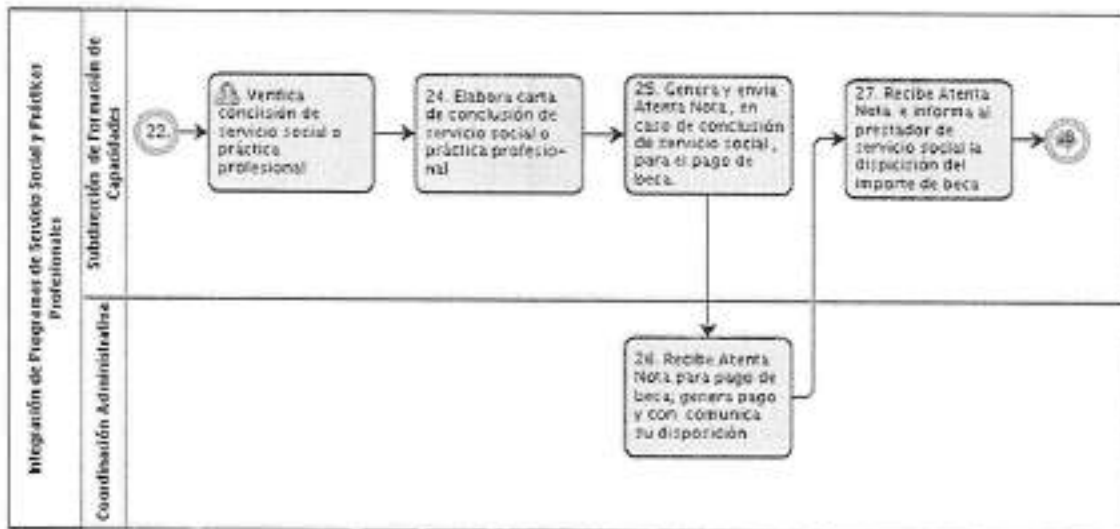 Integración de Programas de Servicio Social y Prácticas
Profesionales
Subdirección de Formación de
Capacidades
22.
Verifica
conclisión de
servicio social o
práctica
profesional
24. Elabora carta
de conclusión de
servicio social o
práctica profesio-
nal
25. Genera y envía
Atenta Nota, en
caso de conclusión
de servicio social,
para el pago de
beca.
27. Recibe Atenta
Nota e informa al
prestador de
servicio social la
dispición del
importe de beca
Coordinación Administrativa
26. Recibe Atenta
Nota para pago de
beca; genera pago
y con comunica
su disposición